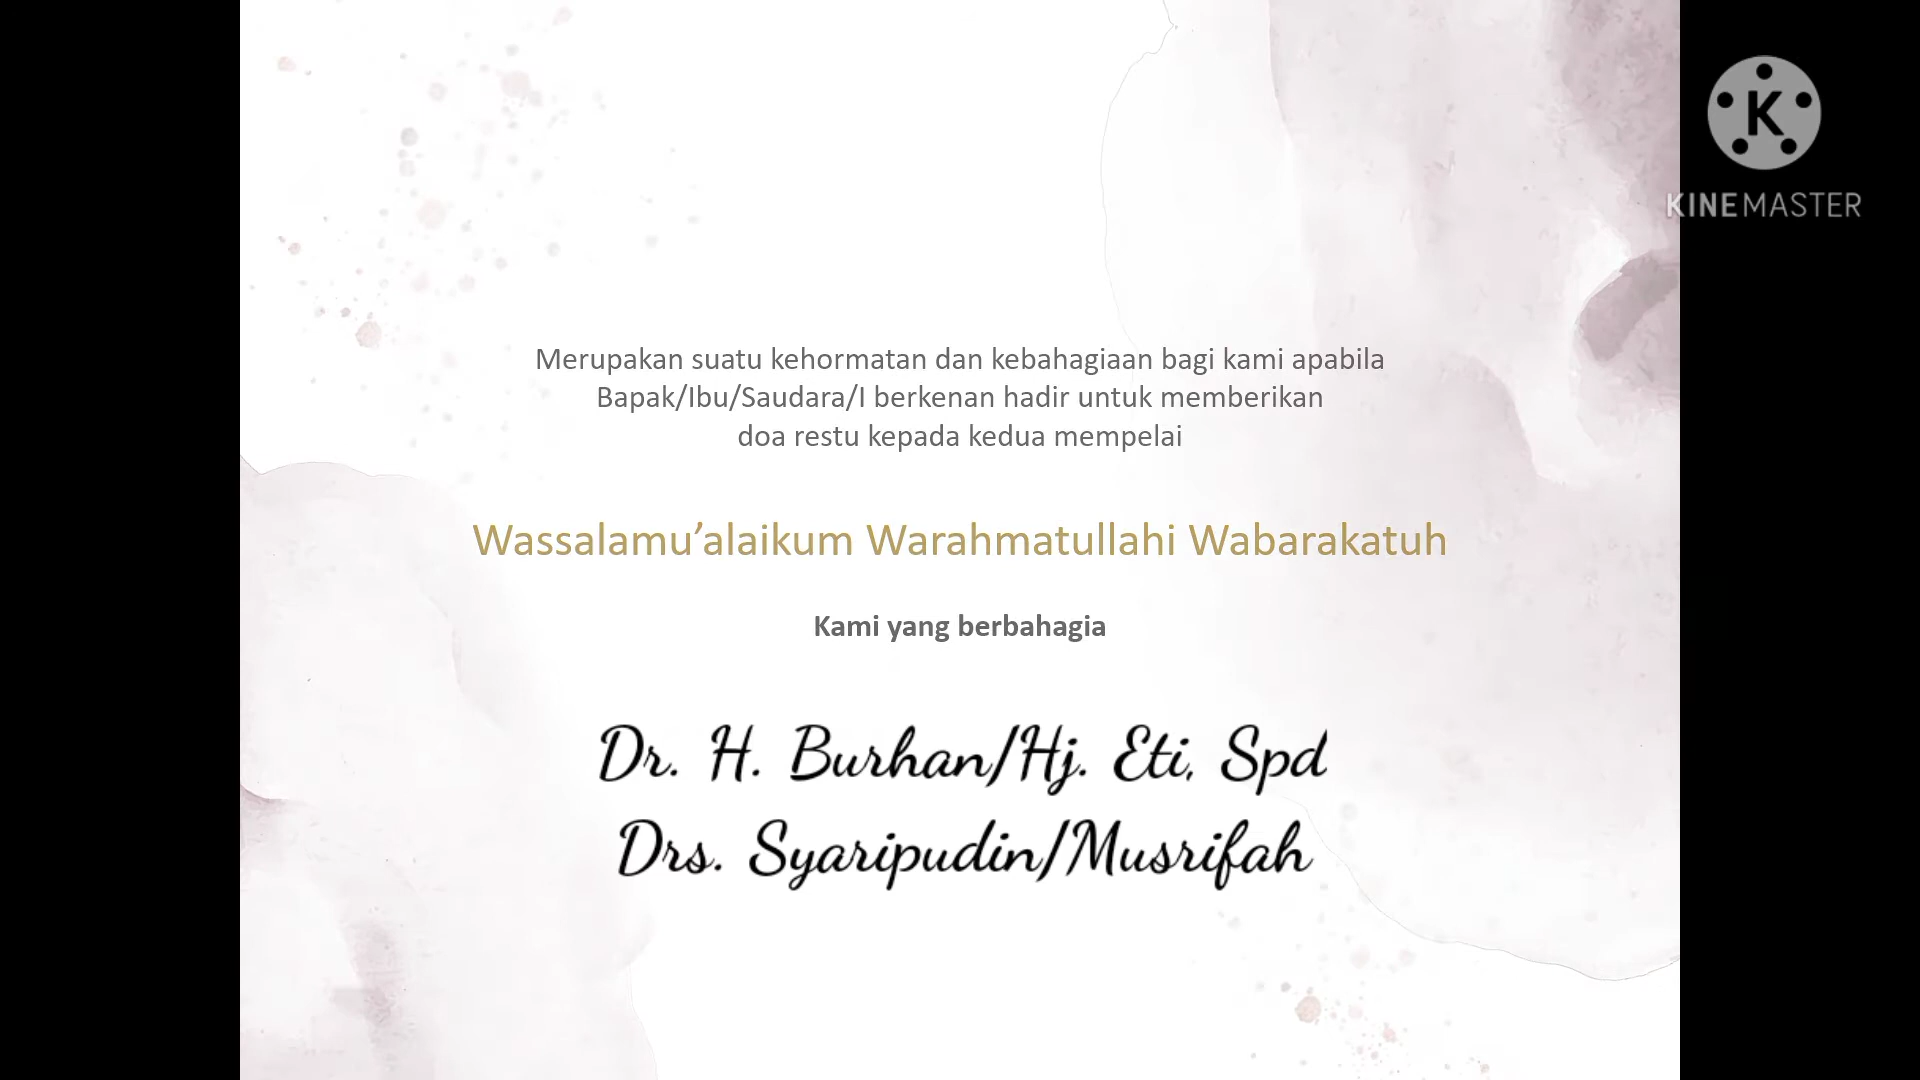 Merupakan suatu kehormatan dan kebahagiaan bagi kami apabila
Bapak/Ibu/Saudara/I berkenan hadir untuk memberikan
doa restu kepada kedua mempelai
Wassalamu’alaikum Warahmatullahi Wabarakatuh
Kami yang berbahagia
Dr. H. Burhan/Hj. Eti, Spd
Drs. Syaripudin/Musrifah
K
KINEMASTER